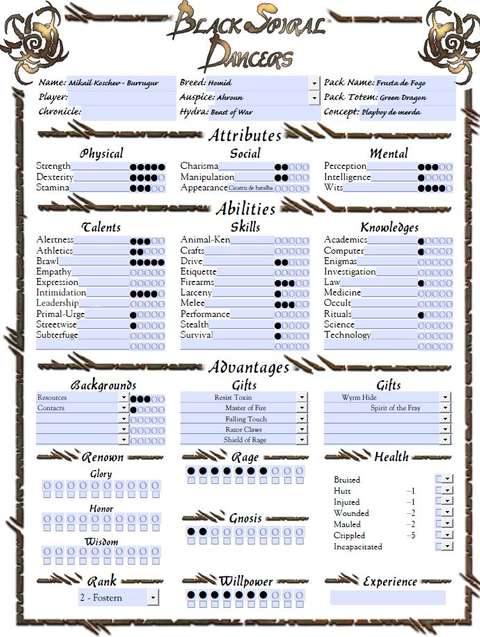 Black Spiral Dancers
Name: Mikail Koschev - Burrugur Breed: Homid Pack Name: Frusta de Fogo
Player: Auspice: Ahroun Pack Totem: Green Dragon
Chronicle: Hydra: Beast of War Concept: Playboy de merda
Attributes
Physical Social Mental
Strength Charisma Perception
Dexterity Manipulation Intelligence
Stamina Appearance Cicatriz de batalha Wits
Abilities
Talents Skills Knowledges
Alertness Animal-Ken Academics
Athletics Crafts Computer
Brawl Drive Enigmas
Empathy Etiquette Investigation
Expression Firearms Law
Intimidation Larceny Medicine
Leadership Melee Occult
Primal-Urge Performance Rituals
Streetwise Stealth Science
Subterfuge Survival Technology
Advantages
Backgrounds Gifts Gifts
Resources Resist Toxin Wyrm Hide
Contacts Master of Fire Spirit of the Fray
Falling Touch
Razor Claws
Shield of Rage
Renown Rage Health
Glory
Bruised
Hurt -1
Injured -1
Honor
Wounded -2
Gnosis
Mauled -2
Crippled -5
Wisdom
Incapacitated
Rank Willpower Experience
2 - Fostern